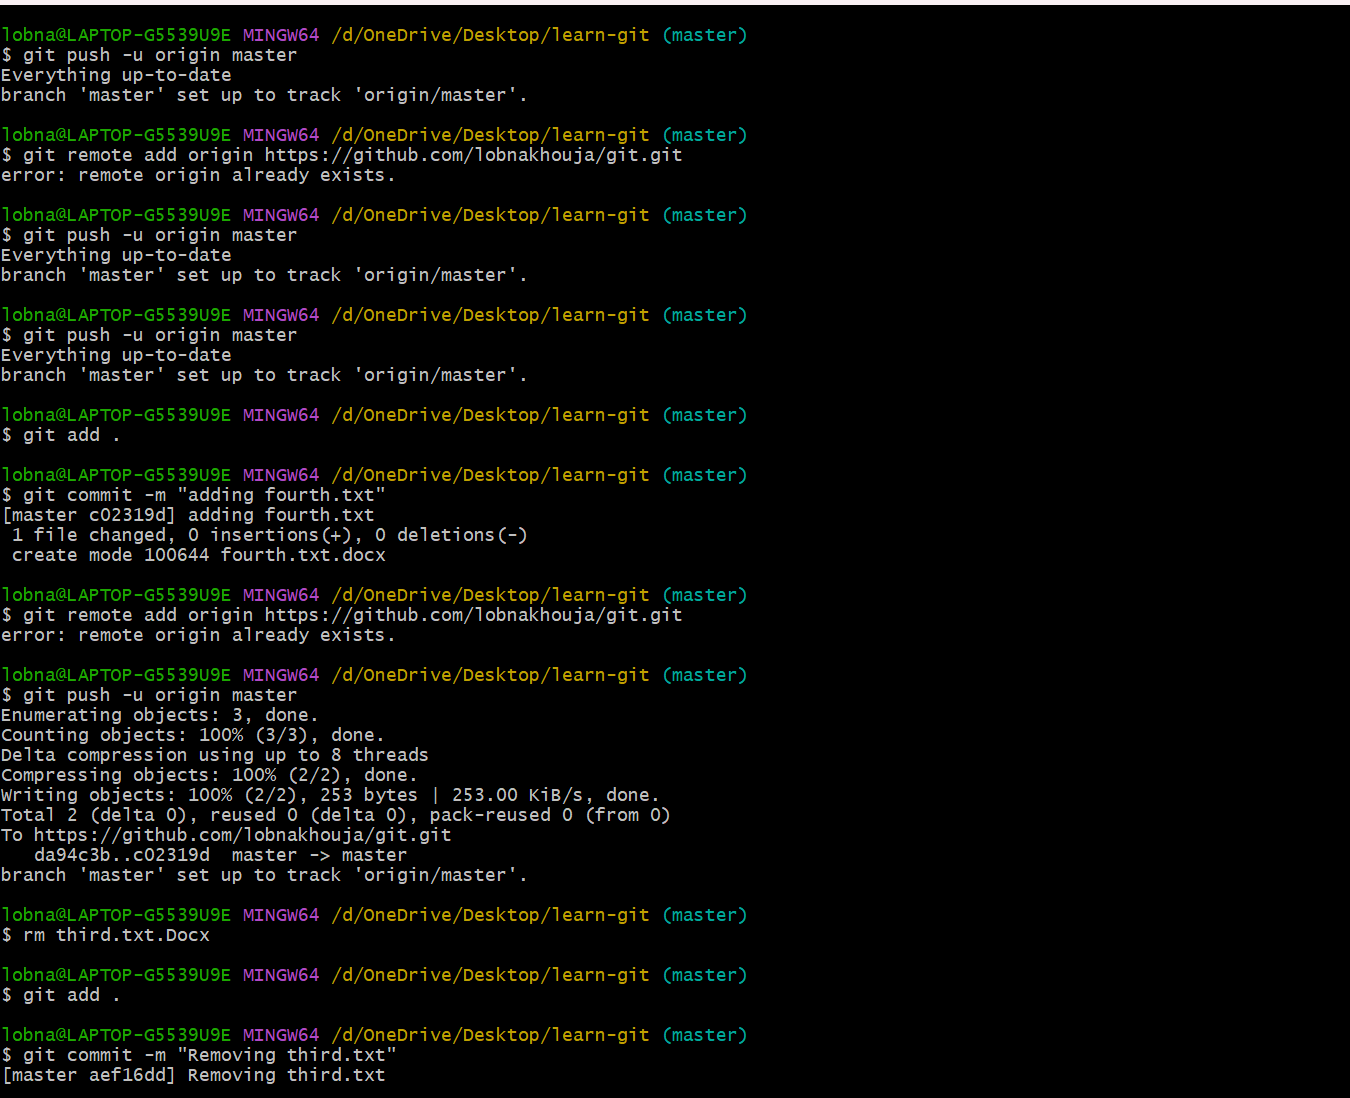 lobna@LAPTOP-G5539U9E MINGW64 /d/OneDrive/Desktop/learn-git (master)
$ git push -u origin master
Everything up-to-date
branch 'master' set up to track 'origin/master'.
lobna@LAPTOP-G5539U9E MINGW64 /d/OneDrive/Desktop/learn-git (master)
$ git remote add origin https://github.com/lobnakhouja/git.git
error: remote origin already exists.
lobna@LAPTOP-G5539U9E MINGW64 /d/OneDrive/Desktop/learn-git (master)
$ git push -u origin master
Everything up-to-date
branch 'master' set up to track 'origin/master'.
lobna@LAPTOP-G5539U9E MINGW64 /d/OneDrive/Desktop/learn-git (master)
$ git push -u origin master
Everything up-to-date
branch 'master' set up to track 'origin/master'.
lobna@LAPTOP-G5539U9E MINGW64 /d/OneDrive/Desktop/learn-git (master)
$ git add .
lobna@LAPTOP-G5539U9E MINGW64 /d/OneDrive/Desktop/learn-git (master)
$ git commit -m "adding fourth.txt"
[master c02319d] adding fourth.txt
 1 file changed, 0 insertions(+), 0 deletions(-)
 create mode 100644 fourth.txt.docx
lobna@LAPTOP-G5539U9E MINGW64 /d/OneDrive/Desktop/learn-git (master)
$ git remote add origin https://github.com/lobnakhouja/git.git
error: remote origin already exists.
lobna@LAPTOP-G5539U9E MINGW64 /d/OneDrive/Desktop/learn-git (master)
$ git push -u origin master
Enumerating objects: 3, done.
Counting objects: 100% (3/3), done.
Delta compression using up to 8 threads
Compressing objects: 100% (2/2), done.
Writing objects: 100% (2/2), 253 bytes | 253.00 KiB/s, done.
Total 2 (delta 0), reused 0 (delta 0), pack-reused 0 (from 0)
To https://github.com/lobnakhouja/git.git
   da94c3b..c02319d  master -> master
branch 'master' set up to track 'origin/master'.
lobna@LAPTOP-G5539U9E MINGW64 /d/OneDrive/Desktop/learn-git (master)
$ rm third.txt.Docx
lobna@LAPTOP-G5539U9E MINGW64 /d/OneDrive/Desktop/learn-git (master)
$ git add .
lobna@LAPTOP-G5539U9E MINGW64 /d/OneDrive/Desktop/learn-git (master)
$ git commit -m "Removing third.txt"
[master aef16dd] Removing third.txt